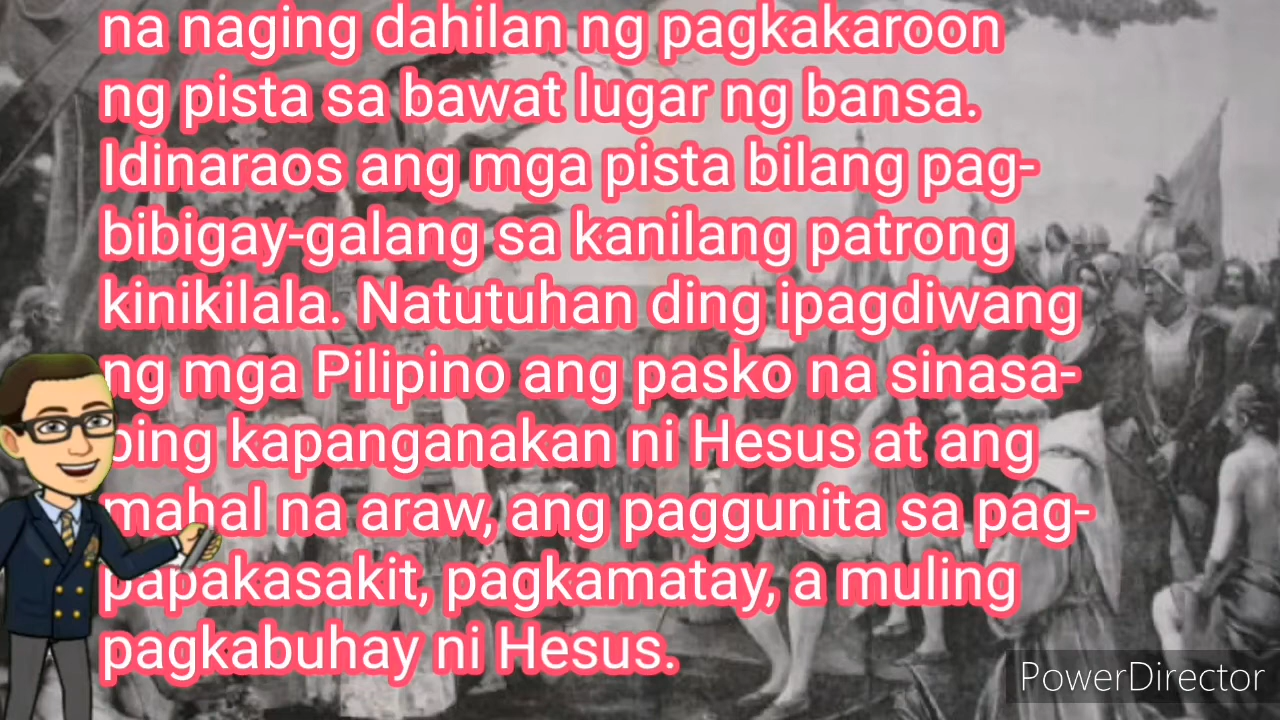 na naging dahilan ng pagkakaroon
ng pista sa bawat lugar ng bansa.
Idinaraos ang mga pista bilang pag-
bibigay-galang sa kanilang patrong
kinikilala. Natutuhan ding ipagdiwang
ng mga Pilipino ang pasko na sinasa-
bing kapanganakan ni Hesus at ang
mahal na araw, ang paggunita sa pag-
papakasakit, pagkamatay, a muling
pagkabuhay ni Hesus.
PowerDirector